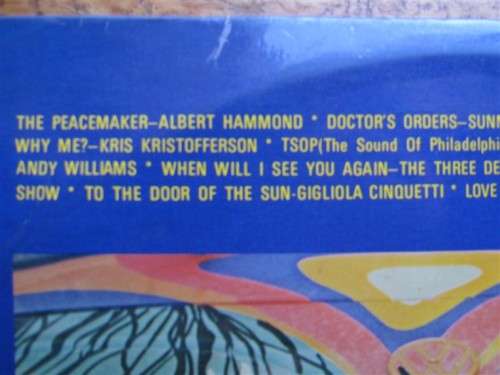 THE PEACEMAKER–ALBERT HAMMOND * DOCTOR'S ORDERS–SUNN
WHY ME?–KRIS KRISTOFFERSON * TSOP(The Sound Of Philadelphi
ANDY WILLIAMS * WHEN WILL I SEE YOU AGAIN–THE THREE DE
SHOW * TO THE DOOR OF THE SUN-GIGLIOLA CINQUETTI * LOVE